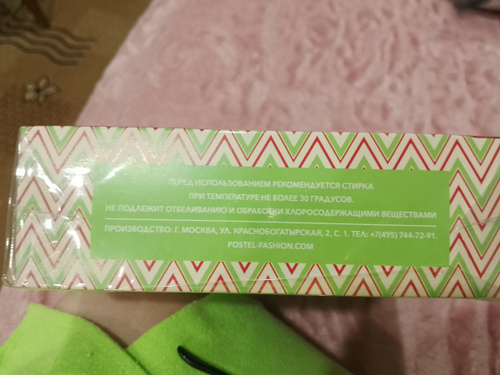 ПЕРЕД ИСПОЛЬЗОВАНИЕМ РЕКОМЕНДУЕТСЯ СТИРКА
ПРИ ТЕМПЕРАТУРЕ НЕ БОЛЕЕ 30 ГРАДУСОВ.
НЕ ПОДЛЕЖИТ ОТБЕЛИВАНИЮ И ОБРАБОТКИ ХЛОРОСОДЕРЖАЩИМИ ВЕЩЕСТВАМИ
ПРОИЗВОДСТВО: Г. МОСКВА, УЛ. КРАСНОБОГАТЫРСКАЯ, 2, С. 1. ТЕЛ: +7(495) 744-72-91.
POSTEL-FASHION.COM